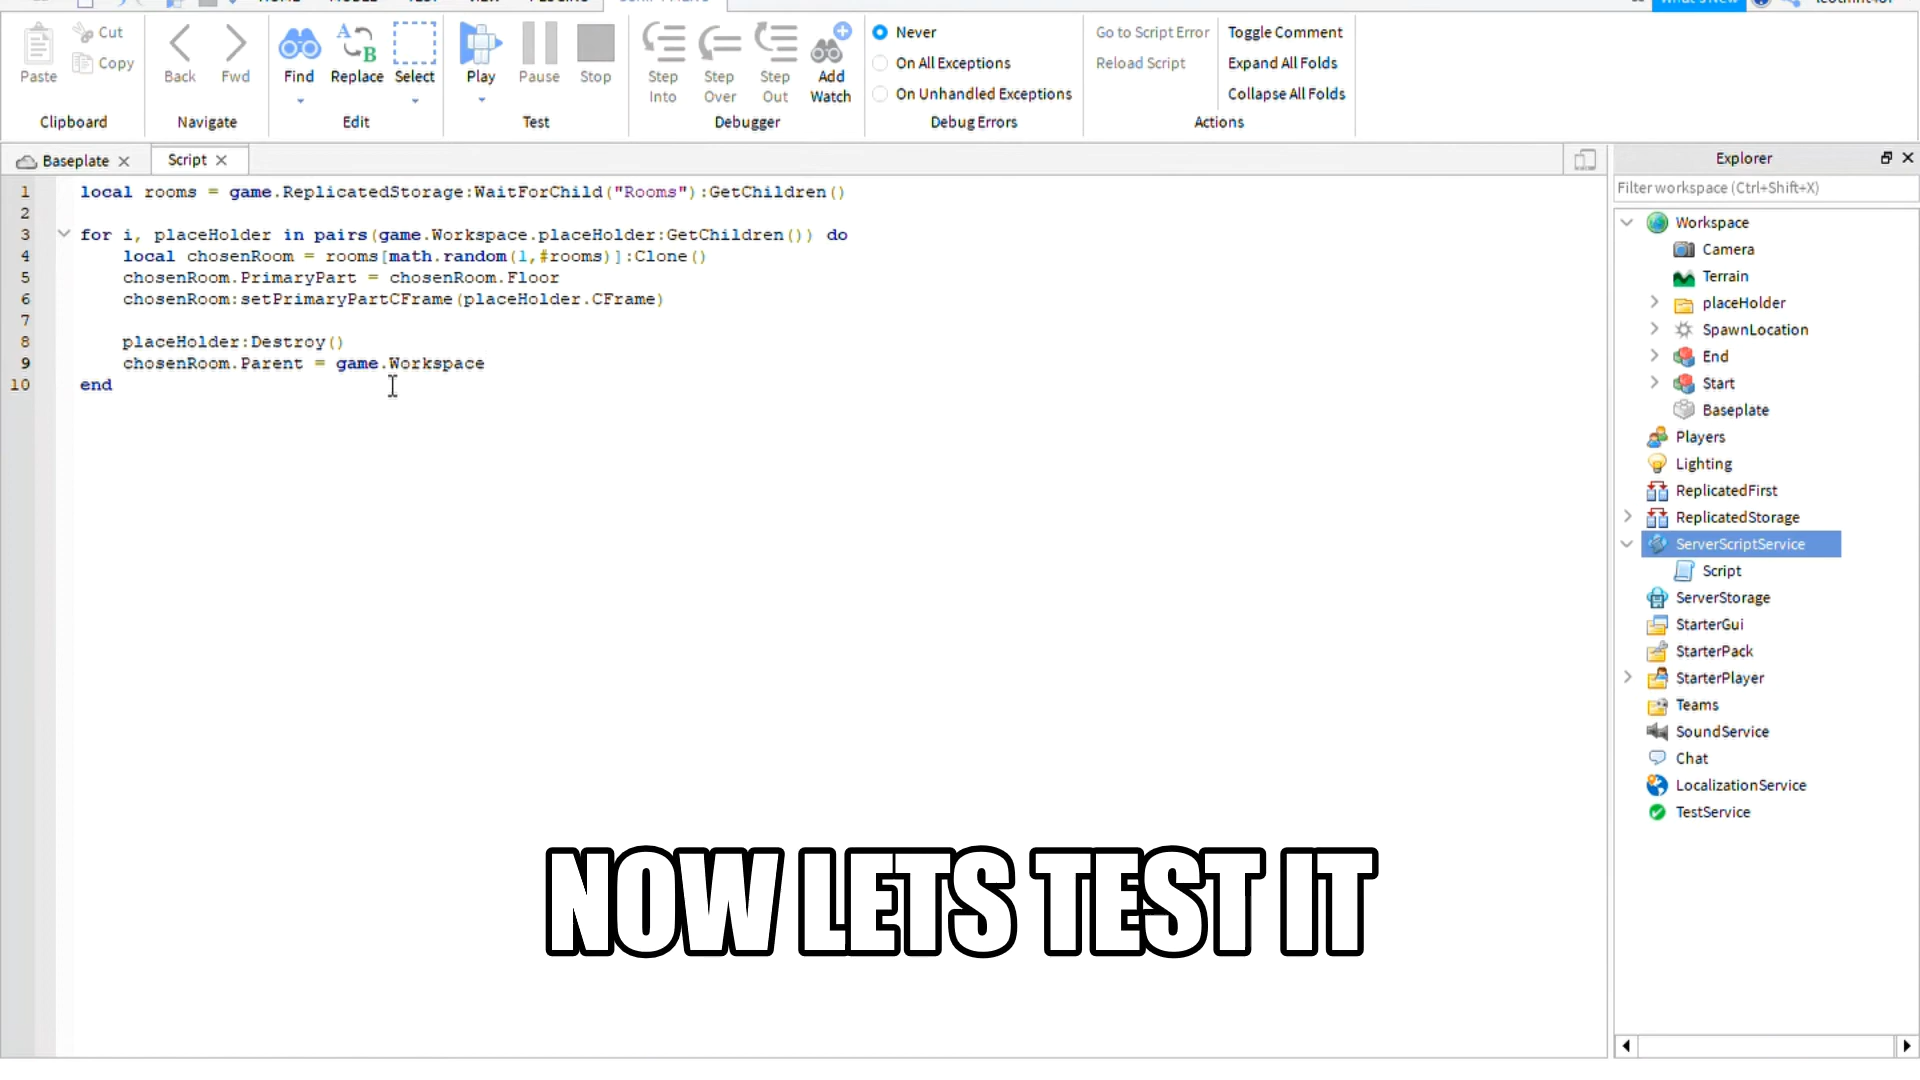 Cut
Copy
Paste
Clipboard
Back
Fwd
Navigate
Find
Replace
Select
Edit
Play
Pause
Stop
Test
Step Into
Step Over
Step Out
Add Watch
Debugger
Never
On All Exceptions
On Unhandled Exceptions
Debug Errors
Go to Script Error
Reload Script
Toggle Comment
Expand All Folds
Collapse All Folds
Actions
Baseplate
Script
1 local rooms = game.ReplicatedStorage:WaitForChild("Rooms"):GetChildren()
2
3 for i, placeHolder in pairs(game.Workspace.placeHolder:GetChildren()) do
4 local chosenRoom = rooms[math.random(1,#rooms)]:Clone()
5 chosenRoom.PrimaryPart = chosenRoom.Floor
6 chosenRoom:setPrimaryPartCFrame(placeHolder.CFrame)
7
8 placeHolder:Destroy()
9 chosenRoom.Parent = game.Workspace
10 end
NOW LETS TEST IT
Explorer
Filter workspace (Ctrl+Shift+X)
Workspace
Camera
Terrain
placeHolder
SpawnLocation
End
Start
Baseplate
Players
Lighting
ReplicatedFirst
ReplicatedStorage
ServerScriptService
Script
ServerStorage
StarterGui
StarterPack
StarterPlayer
Teams
SoundService
Chat
LocalizationService
TestService